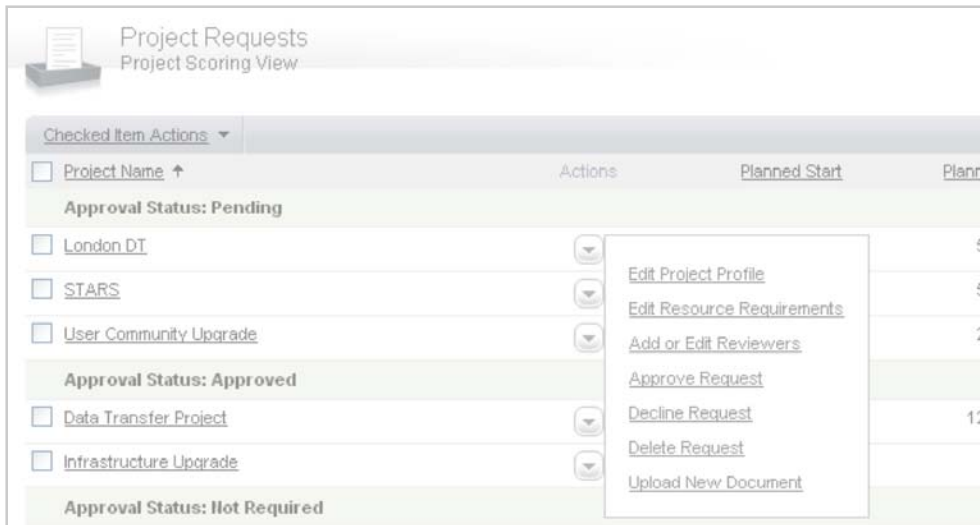 Project Requests
Project Scoring View
Checked Item Actions
Project Name Actions Planned Start
Approval Status: Pending
London DT
STARS
User Community Upgrade
Approval Status: Approved
Data Transfer Project
Infrastructure Upgrade
Approval Status: Not Required
Edit Project Profile
Edit Resource Requirements
Add or Edit Reviewers
Approve Request
Decline Request
Delete Request
Upload New Document